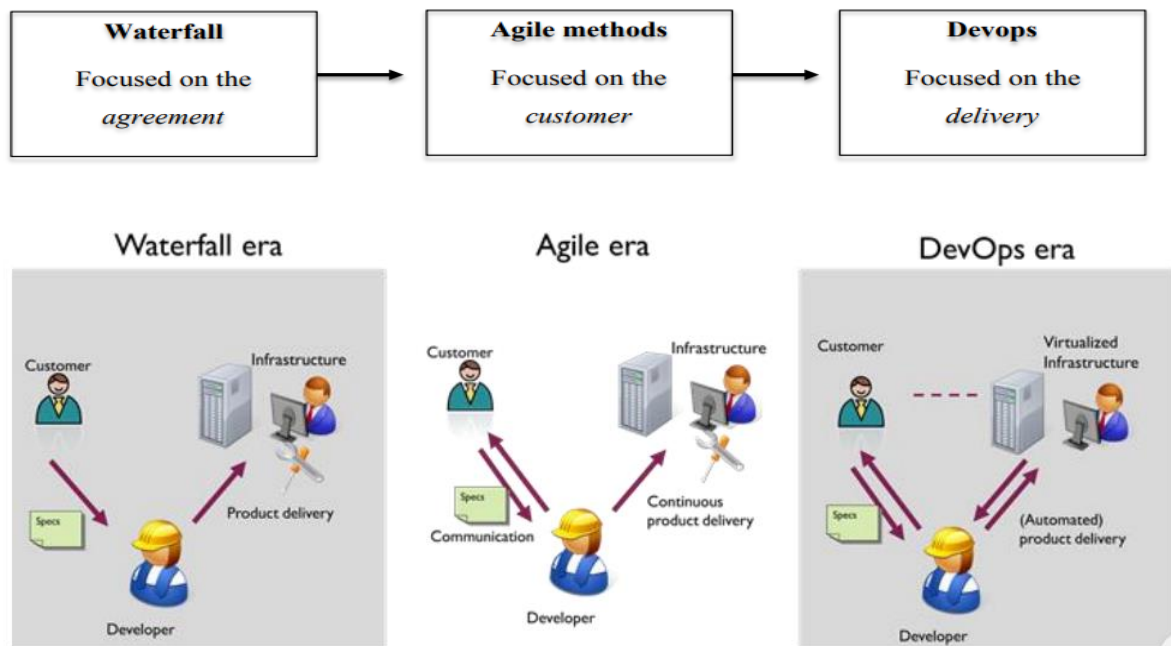 Waterfall
Focused on the
agreement
Agile methods
Focused on the
customer
Devops
Focused on the
delivery
Waterfall era
Customer
Infrastructure
Specs
Product delivery
Developer
Agile era
Customer
Infrastructure
Specs
Communication
Continuous
product delivery
Developer
DevOps era
Customer
Virtualized
Infrastructure
Specs
(Automated)
product delivery
Developer